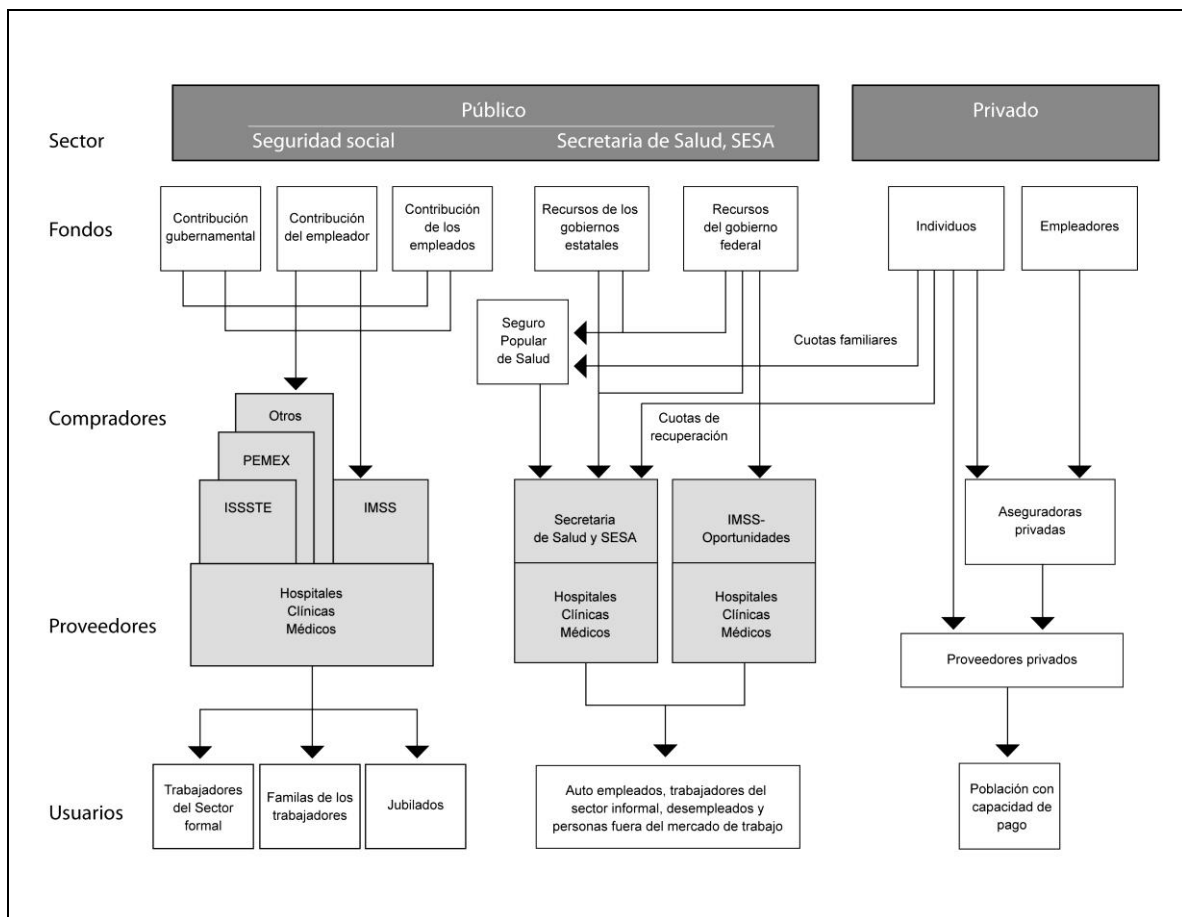 Público
Privado
Sector
Seguridad social
Secretaria de Salud, SESA
Fondos
Contribución
gubernamental
Contribución
del empleador
Contribución
de los
empleados
Recursos de los
gobiernos
estatales
Recursos
del gobierno
federal
Individuos
Empleadores
Seguro
Popular
de Salud
Cuotas familiares
Compradores
Otros
PEMEX
ISSSTE
IMSS
Cuotas de
recuperación
Secretaria
de Salud y SESA
IMSS-
Oportunidades
Aseguradoras
privadas
Proveedores
Hospitales
Clínicas
Médicos
Hospitales
Clínicas
Médicos
Hospitales
Clínicas
Médicos
Proveedores privados
Usuarios
Trabajadores
del Sector
formal
Familas de los
trabajadores
Jubilados
Auto empleados, trabajadores del
sector informal, desempleados y
personas fuera del mercado de trabajo
Población con
capacidad de
pago